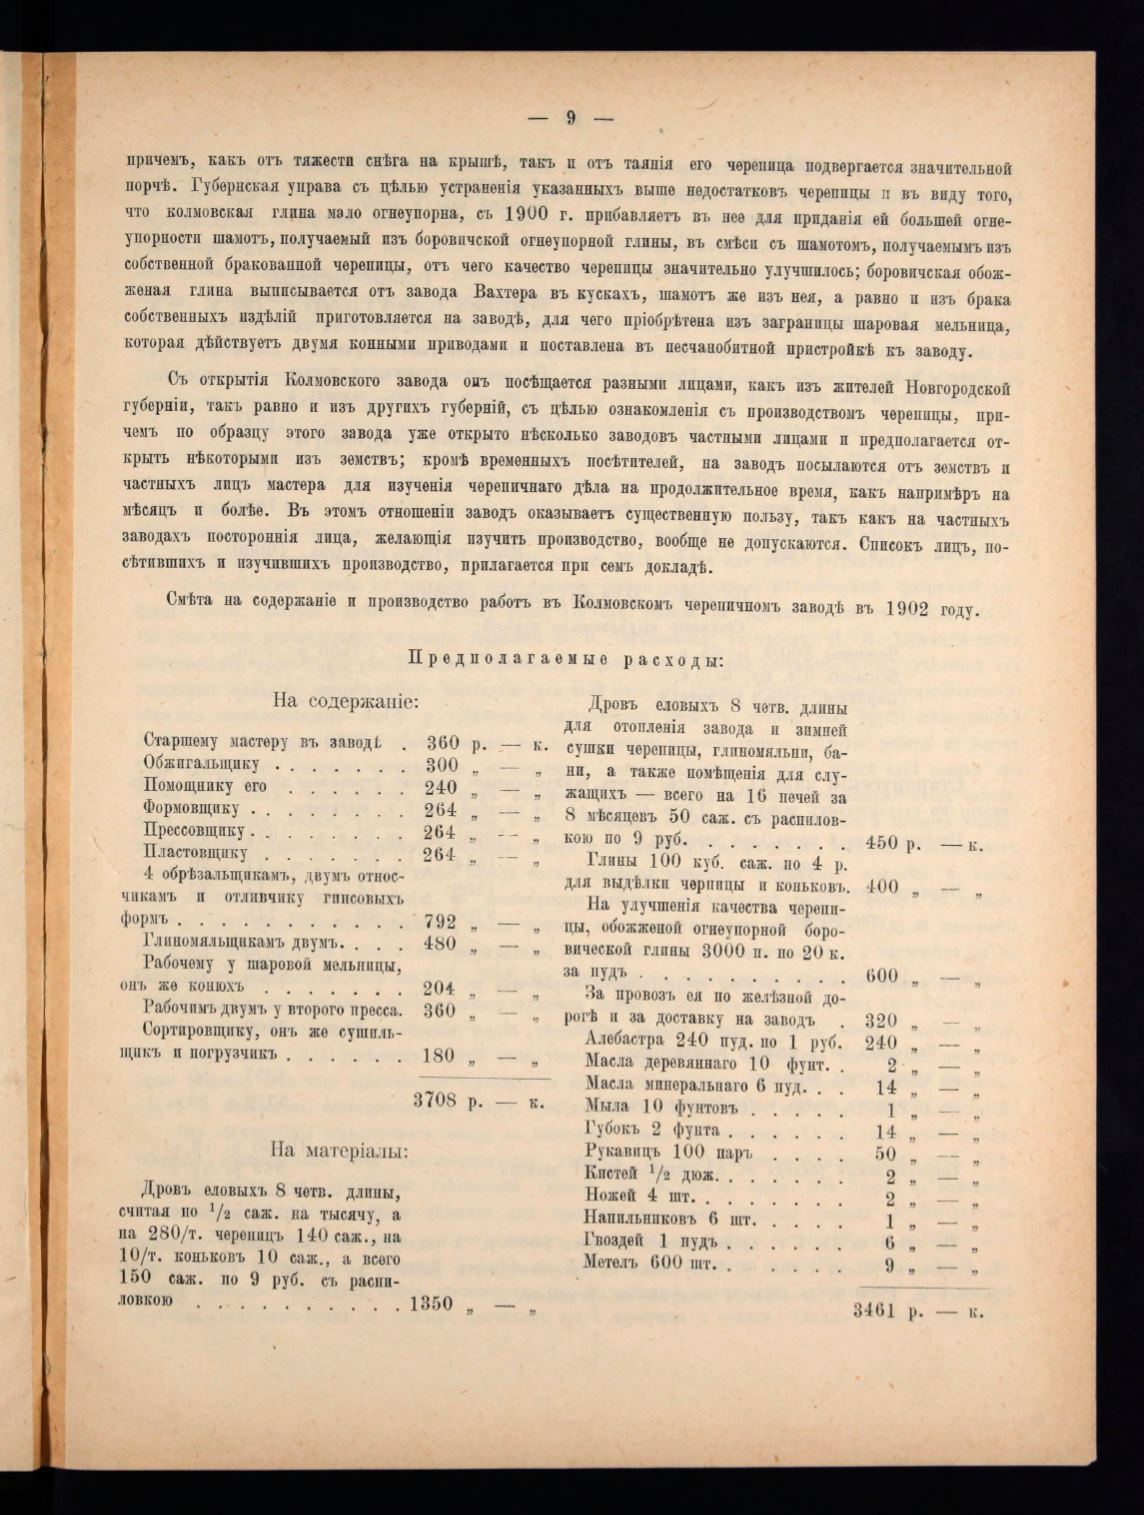 — 9 —
причемъ, какъ отъ тяжести снѣга на крышѣ, такъ и отъ таянія его черепица подвергается значительной
порчѣ. Губернская управа съ цѣлью устраненія указанныхъ выше недостатковъ черепицы и въ виду того,
что колмовская глина мало огнеупорна, съ 1900 г. прибавляетъ въ нее для приданія ей большей огне-
упорности шамотъ, получаемый изъ боровичской огнеупорной глины, въ смѣси съ шамотомъ, получаемымъ изъ
собственной бракованной черепицы, отъ чего качество черепицы значительно улучшилось; боровичская обож-
женая глина выписывается отъ завода Вахтера въ кускахъ, шамотъ же изъ нея, а равно и изъ брака
собственныхъ издѣлій приготовляется на заводѣ, для чего пріобрѣтена изъ заграницы шаровая мельница,
которая дѣйствуетъ двумя конными приводами и поставлена въ песчанобитной пристройкѣ къ заводу.
Съ открытія Колмовского завода онъ посѣщается разными лицами, какъ изъ жителей Новгородской
губерніи, такъ равно и изъ другихъ губерній, съ цѣлью ознакомленія съ производствомъ черепицы, при-
чемъ по образцу этого завода уже открыто нѣсколько заводовъ частными лицами и предполагается от-
крыть нѣкоторыми изъ земствъ; кромѣ временныхъ посѣтителей, на заводъ посылаются отъ земствъ и
частныхъ лицъ мастера для изученія черепичнаго дѣла на продолжительное время, какъ напримѣръ на
мѣсяцъ и болѣе. Въ этомъ отношеніи заводъ оказываетъ существенную пользу, такъ какъ на частныхъ
заводахъ постороннія лица, желающія изучить производство, вообще не допускаются. Списокъ лицъ, по-
сѣтившихъ и изучившихъ производство, прилагается при семъ докладѣ.
Смѣта на содержаніе и производство работъ въ Колмовскомъ черепичномъ заводѣ въ 1902 году.
Предполагаемые расходы:
На содержаніе:
Старшему мастеру въ заводѣ . 360 р. — к.
Обжигальщику . . . . . . . 300 „ — „
Помощнику его . . . . . . 240 „ — „
Формовщику . . . . . . . . 264 „ — „
Прессовщику . . . . . . . . 264 „ — „
Пластовщику . . . . . . . 264 „ — „
4 обрѣзальщикамъ, двумъ относ-
чикамъ и отливчику гипсовыхъ
формъ . . . . . . . . . . . 792 „ — „
Глиномяльщикамъ двумъ. . . . 480 „ — „
Рабочему у шаровой мельницы,
онъ же конюхъ . . . . . . . 204 „ — „
Рабочимъ двумъ у второго пресса. 360 „ — „
Сортировщику, онъ же сушиль-
щикъ и погрузчикъ . . . . . . 180 „ — „
3708 р. — к.
На матеріалы:
Дровъ еловыхъ 8 четв. длины,
считая по 1/2 саж. на тысячу, а
на 280/т. черепицъ 140 саж., на
10/т. коньковъ 10 саж., а всего
150 саж. по 9 руб. съ распи-
ловкою . . . . . . . . . . 1350 „ — „
Дровъ еловыхъ 8 четв. длины
для отопленія завода и зимней
сушки черепицы, глиномяльни, ба-
ни, а также помѣщенія для слу-
жащихъ — всего на 16 печей за
8 мѣсяцевъ 50 саж. съ распилов-
кою по 9 руб. . . . . . . . . 450 р. — к.
Глины 100 куб. саж. по 4 р.
для выдѣлки черпицы и коньковъ. 400 „ — „
На улучшенія качества черепи-
цы, обожженой огнеупорной боро-
вической глины 3000 п. по 20 к.
за пудъ . . . . . . . . . . 600 „ — „
За провозъ ея по желѣзной до-
рогѣ и за доставку на заводъ . 320 „ — „
Алебастра 240 пуд. по 1 руб. 240 „ — „
Масла деревяннаго 10 фунт. . 2 „ — „
Масла минеральнаго 6 пуд. . . 14 „ — „
Мыла 10 фунтовъ . . . . . 1 „ — „
Губокъ 2 фунта . . . . . . 14 „ — „
Рукавицъ 100 паръ . . . . 50 „ — „
Кистей 1/2 дюж. . . . . . . 2 „ — „
Ножей 4 шт. . . . . . . . 2 „ — „
Напильниковъ 6 шт. . . . . 1 „ — „
Гвоздей 1 пудъ . . . . . . 6 „ — „
Метелъ 600 шт. . . . . . 9 „ — „
3461 р. — к.